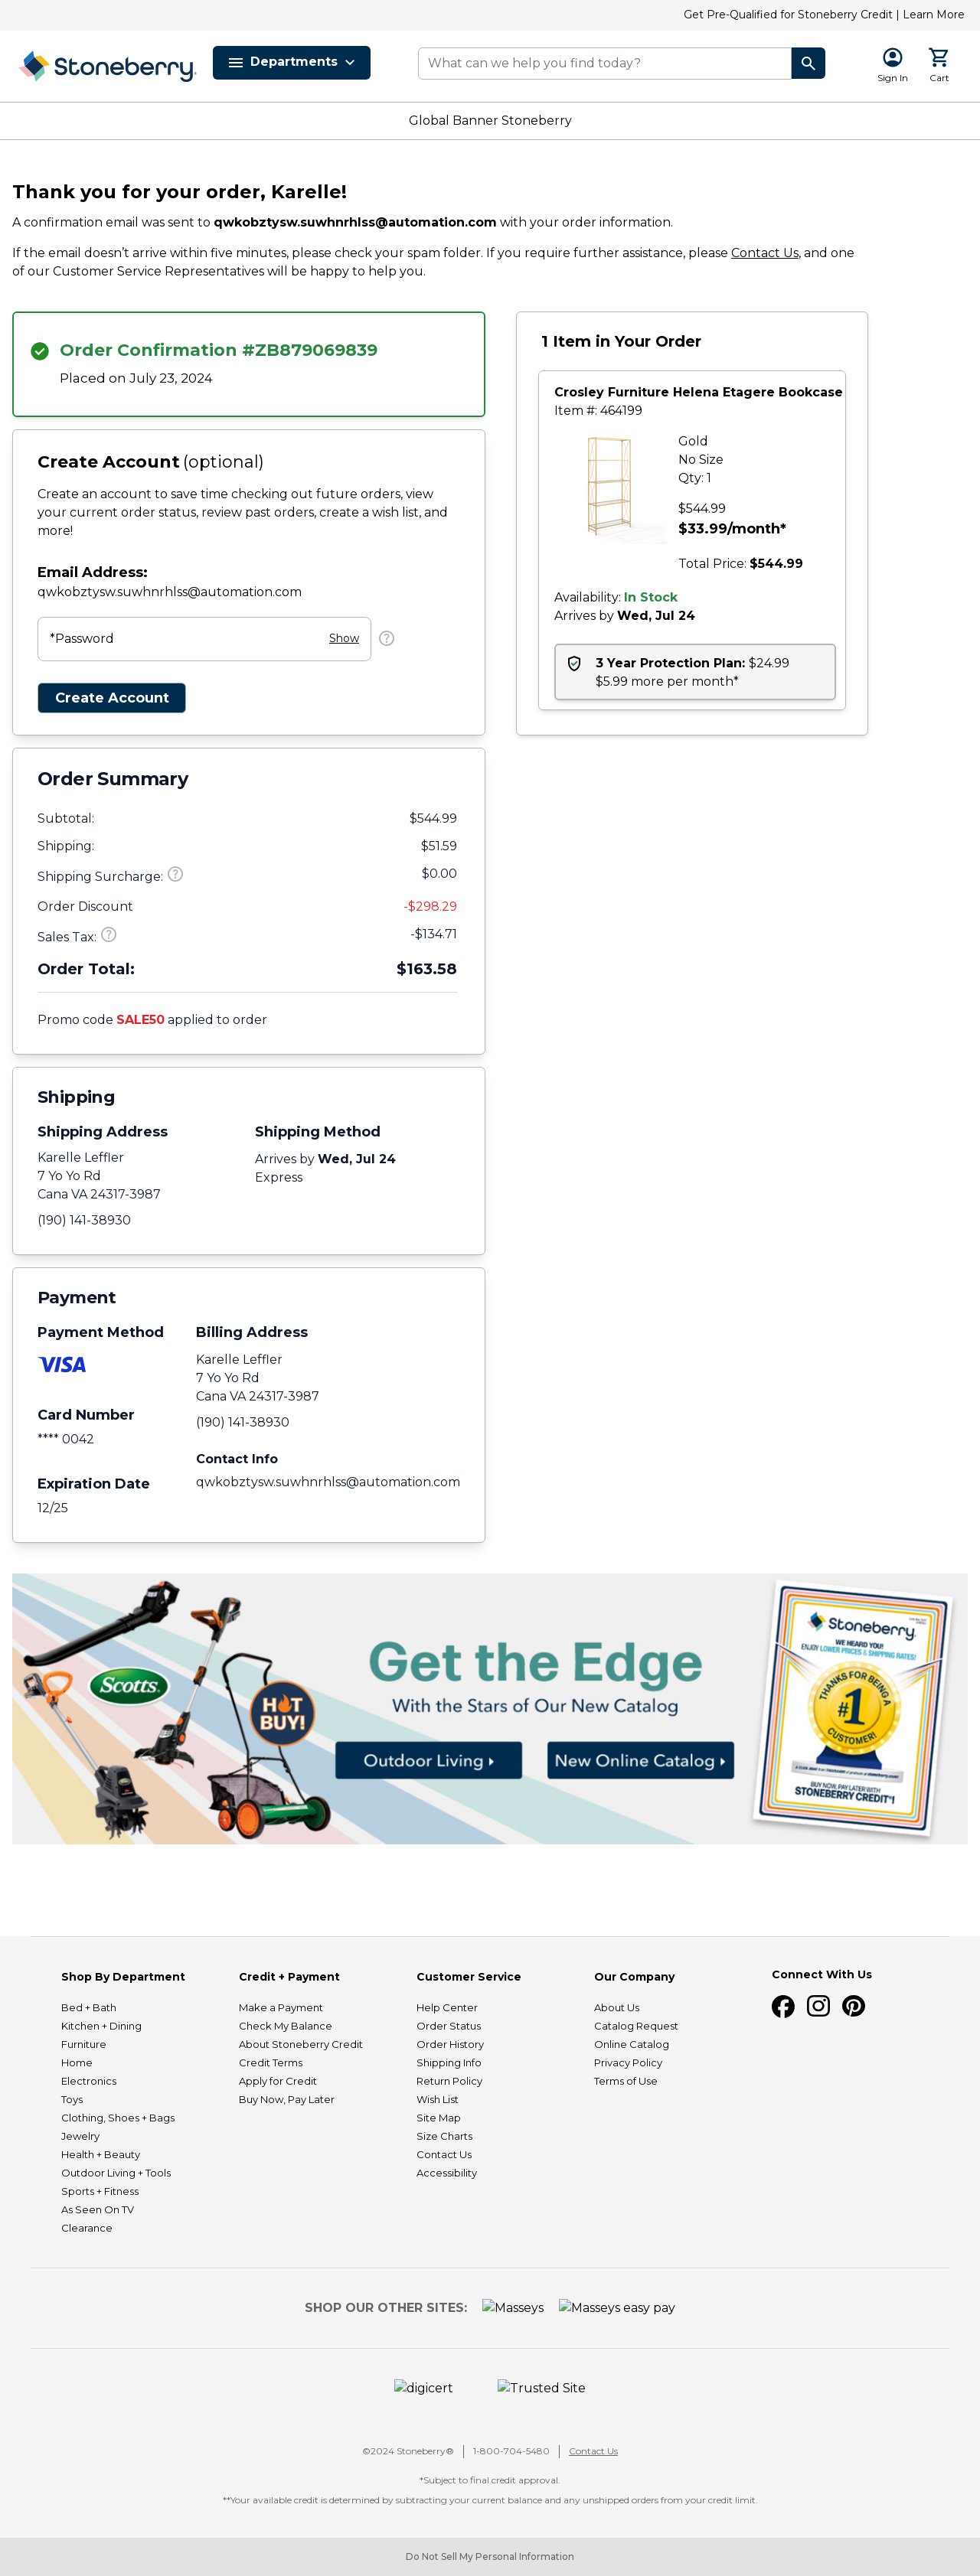 Get Pre-Qualified for Stoneberry Credit | Learn More
Stoneberry
Departments
What can we help you find today?
Sign In
Cart
Global Banner Stoneberry
Thank you for your order, Karelle!
A confirmation email was sent to qwkobztysw.suwhnrhlss@automation.com with your order information.
If the email doesn’t arrive within five minutes, please check your spam folder. If you require further assistance, please Contact Us, and one
of our Customer Service Representatives will be happy to help you.
Order Confirmation #ZB879069839
Placed on July 23, 2024
Create Account (optional)
Create an account to save time checking out future orders, view
your current order status, review past orders, create a wish list, and
more!
Email Address:
qwkobztysw.suwhnrhlss@automation.com
*Password
Show
Create Account
1 Item in Your Order
Crosley Furniture Helena Etagere Bookcase
Item #: 464199
Gold
No Size
Qty: 1
$544.99
$33.99/month*
Total Price: $544.99
Availability: In Stock
Arrives by Wed, Jul 24
3 Year Protection Plan: $24.99
$5.99 more per month*
Order Summary
Subtotal: $544.99
Shipping: $51.59
Shipping Surcharge: $0.00
Order Discount -$298.29
Sales Tax: -$134.71
Order Total: $163.58
Promo code SALE50 applied to order
Shipping
Shipping Address
Karelle Leffler
7 Yo Yo Rd
Cana VA 24317-3987
(190) 141-38930
Shipping Method
Arrives by Wed, Jul 24
Express
Payment
Payment Method
VISA
Card Number
**** 0042
Expiration Date
12/25
Billing Address
Karelle Leffler
7 Yo Yo Rd
Cana VA 24317-3987
(190) 141-38930
Contact Info
qwkobztysw.suwhnrhlss@automation.com
Scotts
HOT
BUY!
Get the Edge
With the Stars of Our New Catalog
Outdoor Living
New Online Catalog
Stoneberry
WE HEARD YOU!
ENJOY LOWER PRICES & SHIPPING RATES!
THANKS FOR BEING A
#1
CUSTOMER
BUY NOW, PAY LATER WITH
STONEBERRY CREDIT!
Shop By Department
Bed + Bath
Kitchen + Dining
Furniture
Home
Electronics
Toys
Clothing, Shoes + Bags
Jewelry
Health + Beauty
Outdoor Living + Tools
Sports + Fitness
As Seen On TV
Clearance
Credit + Payment
Make a Payment
Check My Balance
About Stoneberry Credit
Credit Terms
Apply for Credit
Buy Now, Pay Later
Customer Service
Help Center
Order Status
Order History
Shipping Info
Return Policy
Wish List
Site Map
Size Charts
Contact Us
Accessibility
Our Company
About Us
Catalog Request
Online Catalog
Privacy Policy
Terms of Use
Connect With Us
SHOP OUR OTHER SITES:
Masseys
Masseys easy pay
digicert
Trusted Site
©2024 Stoneberry®
1-800-704-5480
Contact Us
*Subject to final credit approval.
**Your available credit is determined by subtracting your current balance and any unshipped orders from your credit limit.
Do Not Sell My Personal Information